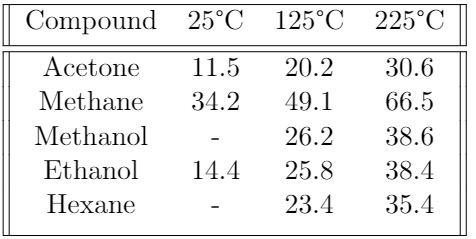 Compound 25°C 125°C 225°C
Acetone 11.5 20.2 30.6
Methane 34.2 49.1 66.5
Methanol - 26.2 38.6
Ethanol 14.4 25.8 38.4
Hexane - 23.4 35.4